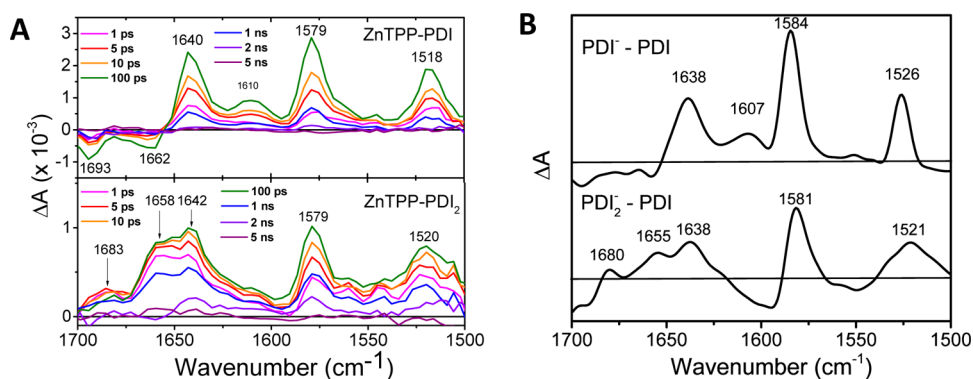 A
ΔA (x 10⁻³)
3
2
1
0
-1
1 ps
5 ps
10 ps
100 ps
1 ns
2 ns
5 ns
ZnTPP-PDI
1640
1610
1579
1518
1693
1662
1
0
1 ps
5 ps
10 ps
100 ps
1 ns
2 ns
5 ns
ZnTPP-PDI₂
1683
1658
1642
1579
1520
1700 1650 1600 1550 1500
Wavenumber (cm⁻¹)
B
ΔA
PDI⁻ - PDI
1638
1607
1584
1526
PDI⁻₂ - PDI
1680
1655
1638
1581
1521
1700 1650 1600 1550 1500
Wavenumber (cm⁻¹)